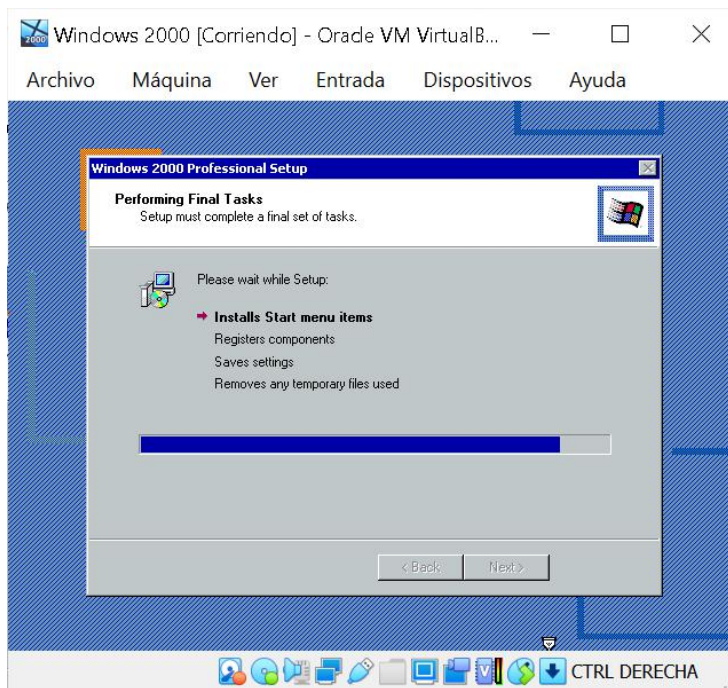 Windows 2000 [Corriendo] - Oracle VM VirtualB...
Archivo Máquina Ver Entrada Dispositivos Ayuda
Windows 2000 Professional Setup
Performing Final Tasks
Setup must complete a final set of tasks.
Please wait while Setup:
Installs Start menu items
Registers components
Saves settings
Removes any temporary files used
< Back Next >
CTRL DERECHA